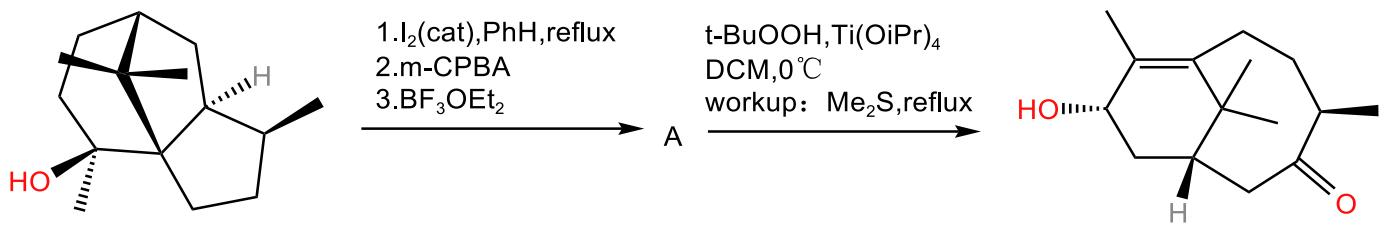 1.I₂(cat),PhH,reflux
2.m-CPBA
3.BF₃OEt₂
A
t-BuOOH,Ti(OiPr)₄
DCM,0℃
workup：Me₂S,reflux
H
HO
HO
H
O